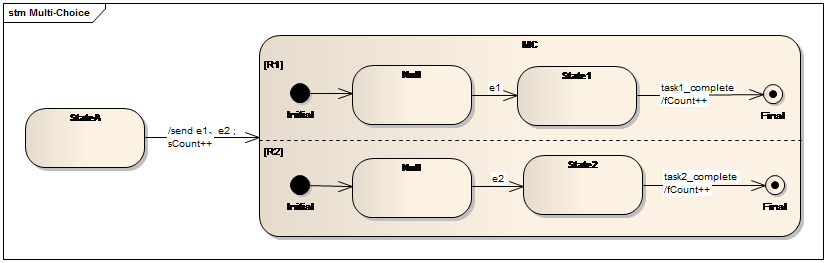 stm Multi-Choice
MC
[R1]
Null
State1
e1
task1_complete
/fCount++
Initial
Final
StateA
/send e1、e2 ;
sCount++
[R2]
Null
State2
e2
task2_complete
/fCount++
Initial
Final